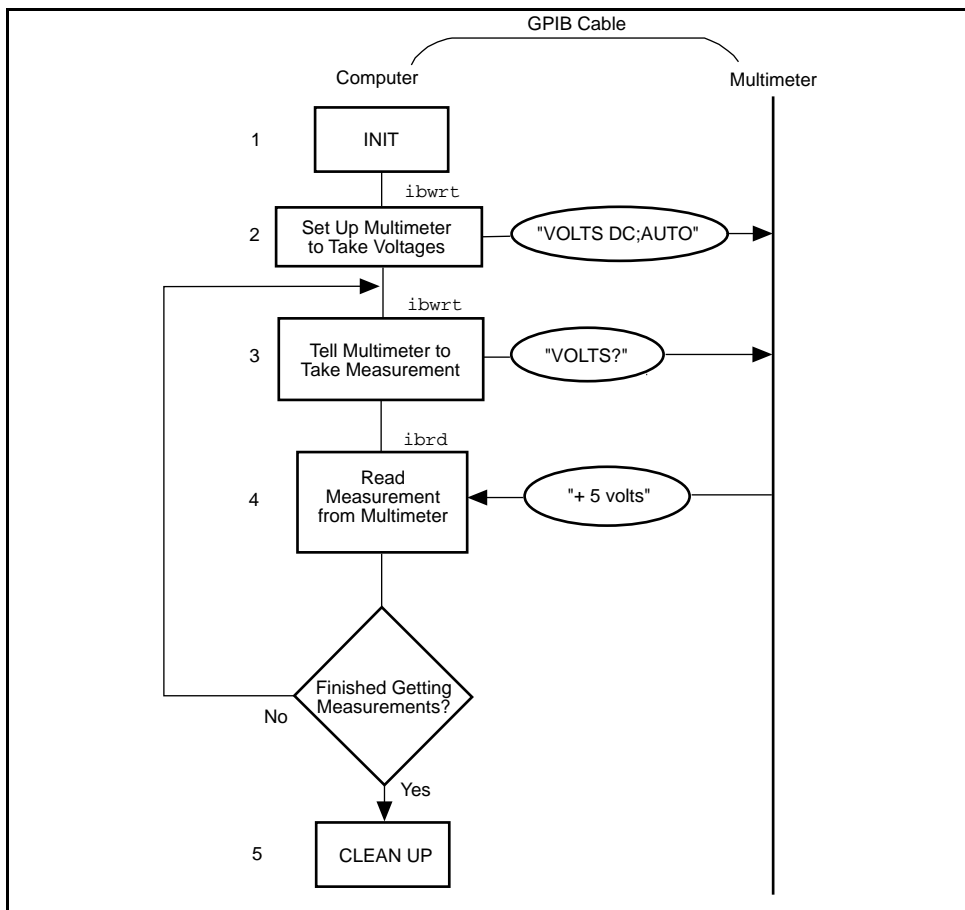 GPIB Cable
Computer
Multimeter
1
INIT
ibwrt
2
Set Up Multimeter
to Take Voltages
"VOLTS DC;AUTO"
ibwrt
3
Tell Multimeter to
Take Measurement
"VOLTS?"
ibrd
4
Read
Measurement
from Multimeter
"+ 5 volts"
Finished Getting
Measurements?
No
Yes
5
CLEAN UP